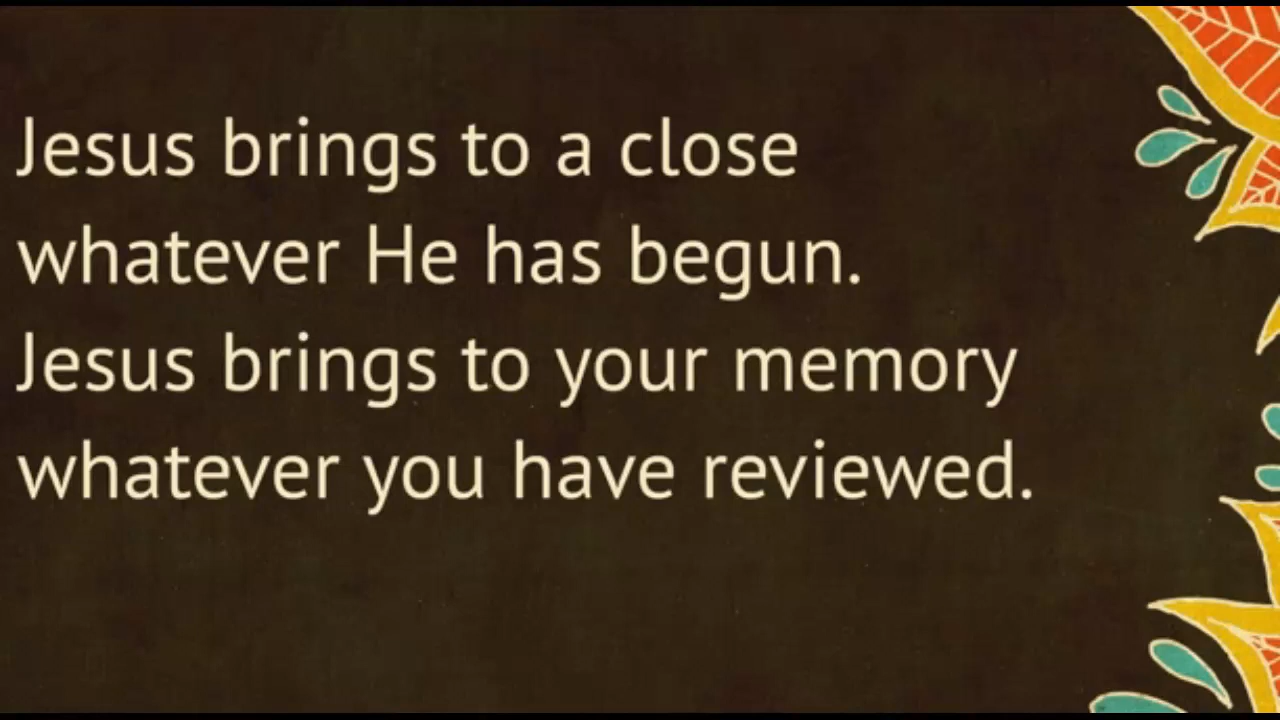 Jesus brings to a close
whatever He has begun.
Jesus brings to your memory
whatever you have reviewed.